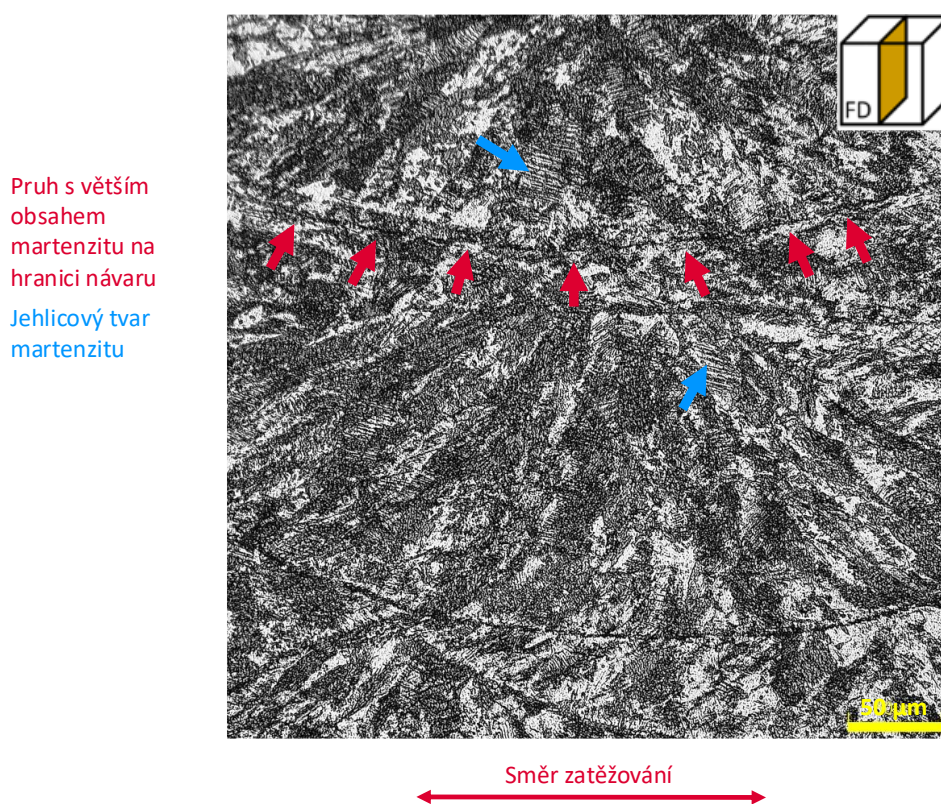 FD
Pruh s větším
obsahem
martenzitu na
hranici návaru
Jehlicový tvar
martenzitu
50 µm
Směr zatěžování